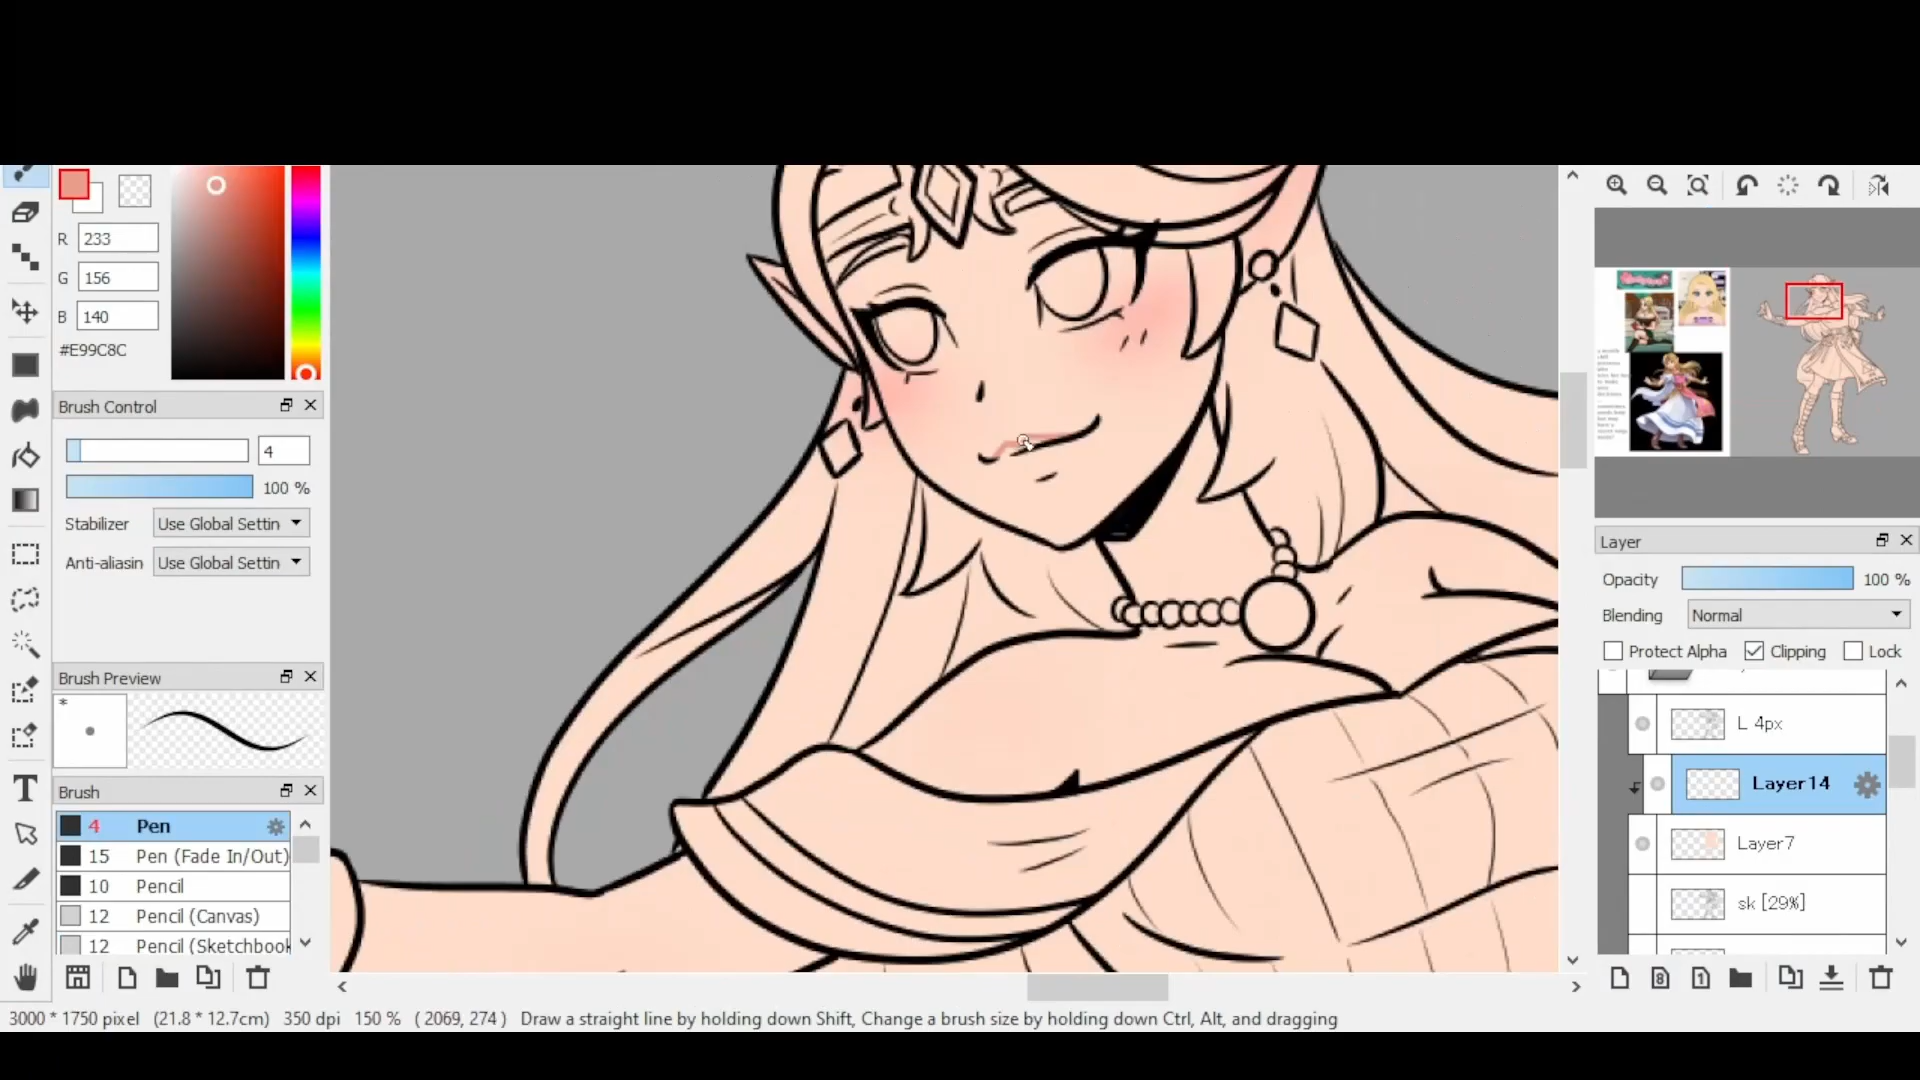 R 233
G 156
B 140
#E99C8C
Brush Control
4
100 %
Stabilizer Use Global Settin
Anti-aliasin Use Global Settin
Brush Preview
*
Brush
4 Pen
15 Pen (Fade In/Out)
10 Pencil
12 Pencil (Canvas)
12 Pencil (Sketchbook
T
Layer
Opacity 100 %
Blending Normal
Protect Alpha Clipping Lock
L 4px
Layer14
Layer7
sk [29%]
8 1
3000 * 1750 pixel (21.8 * 12.7cm) 350 dpi 150 % ( 2069, 274 ) Draw a straight line by holding down Shift, Change a brush size by holding down Ctrl, Alt, and dragging